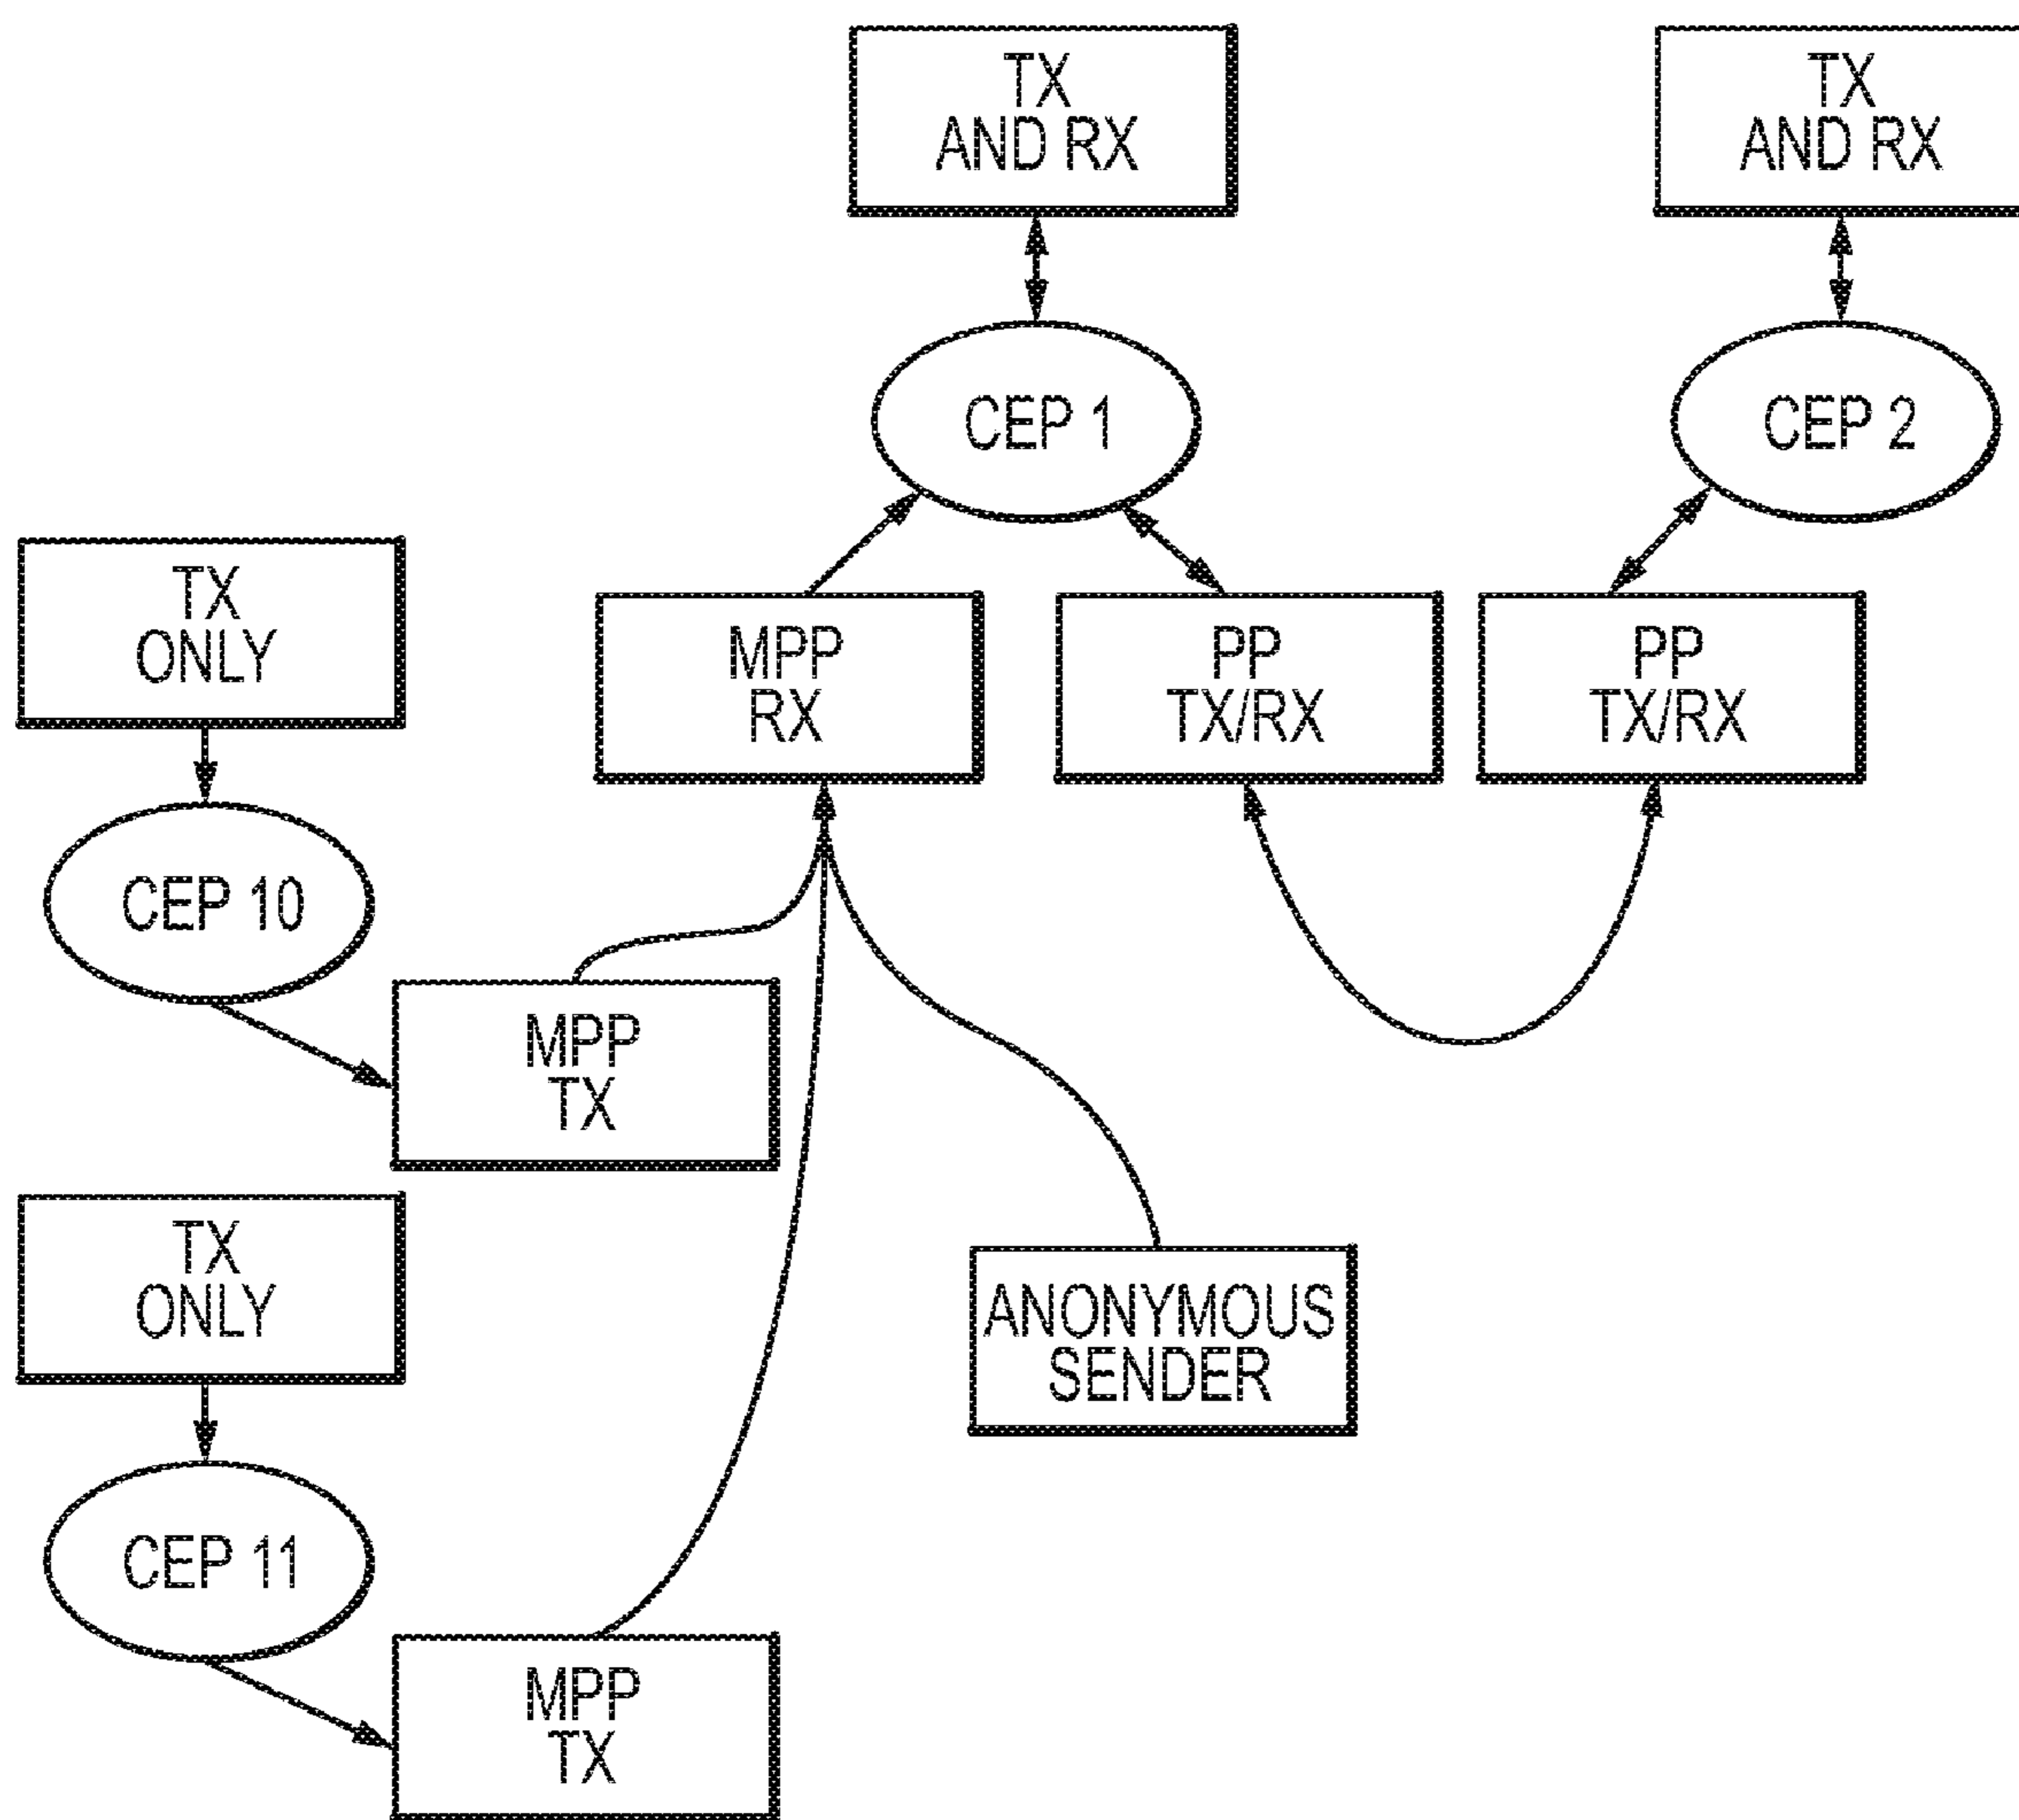 TX
AND RX
TX
AND RX
CEP 1
CEP 2
TX
ONLY
MPP
RX
PP
TX/RX
PP
TX/RX
CEP 10
MPP
TX
TX
ONLY
ANONYMOUS
SENDER
CEP 11
MPP
TX